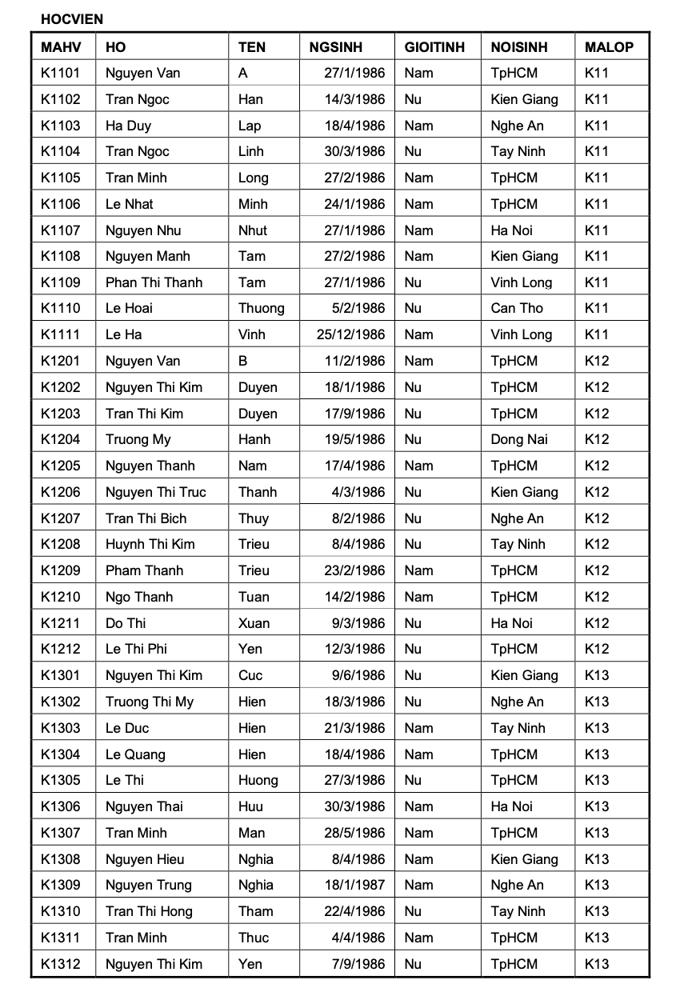 HOCVIEN
MAHV HO TEN NGSINH GIOITINH NOISINH MALOP
K1101 Nguyen Van A 27/1/1986 Nam TpHCM K11
K1102 Tran Ngoc Han 14/3/1986 Nu Kien Giang K11
K1103 Ha Duy Lap 18/4/1986 Nam Nghe An K11
K1104 Tran Ngoc Linh 30/3/1986 Nu Tay Ninh K11
K1105 Tran Minh Long 27/2/1986 Nam TpHCM K11
K1106 Le Nhat Minh 24/1/1986 Nam TpHCM K11
K1107 Nguyen Nhu Nhut 27/1/1986 Nam Ha Noi K11
K1108 Nguyen Manh Tam 27/2/1986 Nam Kien Giang K11
K1109 Phan Thi Thanh Tam 27/1/1986 Nu Vinh Long K11
K1110 Le Hoai Thuong 5/2/1986 Nu Can Tho K11
K1111 Le Ha Vinh 25/12/1986 Nam Vinh Long K11
K1201 Nguyen Van B 11/2/1986 Nam TpHCM K12
K1202 Nguyen Thi Kim Duyen 18/1/1986 Nu TpHCM K12
K1203 Tran Thi Kim Duyen 17/9/1986 Nu TpHCM K12
K1204 Truong My Hanh 19/5/1986 Nu Dong Nai K12
K1205 Nguyen Thanh Nam 17/4/1986 Nam TpHCM K12
K1206 Nguyen Thi Truc Thanh 4/3/1986 Nu Kien Giang K12
K1207 Tran Thi Bich Thuy 8/2/1986 Nu Nghe An K12
K1208 Huynh Thi Kim Trieu 8/4/1986 Nu Tay Ninh K12
K1209 Pham Thanh Trieu 23/2/1986 Nam TpHCM K12
K1210 Ngo Thanh Tuan 14/2/1986 Nam TpHCM K12
K1211 Do Thi Xuan 9/3/1986 Nu Ha Noi K12
K1212 Le Thi Phi Yen 12/3/1986 Nu TpHCM K12
K1301 Nguyen Thi Kim Cuc 9/6/1986 Nu Kien Giang K13
K1302 Truong Thi My Hien 18/3/1986 Nu Nghe An K13
K1303 Le Duc Hien 21/3/1986 Nam Tay Ninh K13
K1304 Le Quang Hien 18/4/1986 Nam TpHCM K13
K1305 Le Thi Huong 27/3/1986 Nu TpHCM K13
K1306 Nguyen Thai Huu 30/3/1986 Nam Ha Noi K13
K1307 Tran Minh Man 28/5/1986 Nam TpHCM K13
K1308 Nguyen Hieu Nghia 8/4/1986 Nam Kien Giang K13
K1309 Nguyen Trung Nghia 18/1/1987 Nam Nghe An K13
K1310 Tran Thi Hong Tham 22/4/1986 Nu Tay Ninh K13
K1311 Tran Minh Thuc 4/4/1986 Nam TpHCM K13
K1312 Nguyen Thi Kim Yen 7/9/1986 Nu TpHCM K13